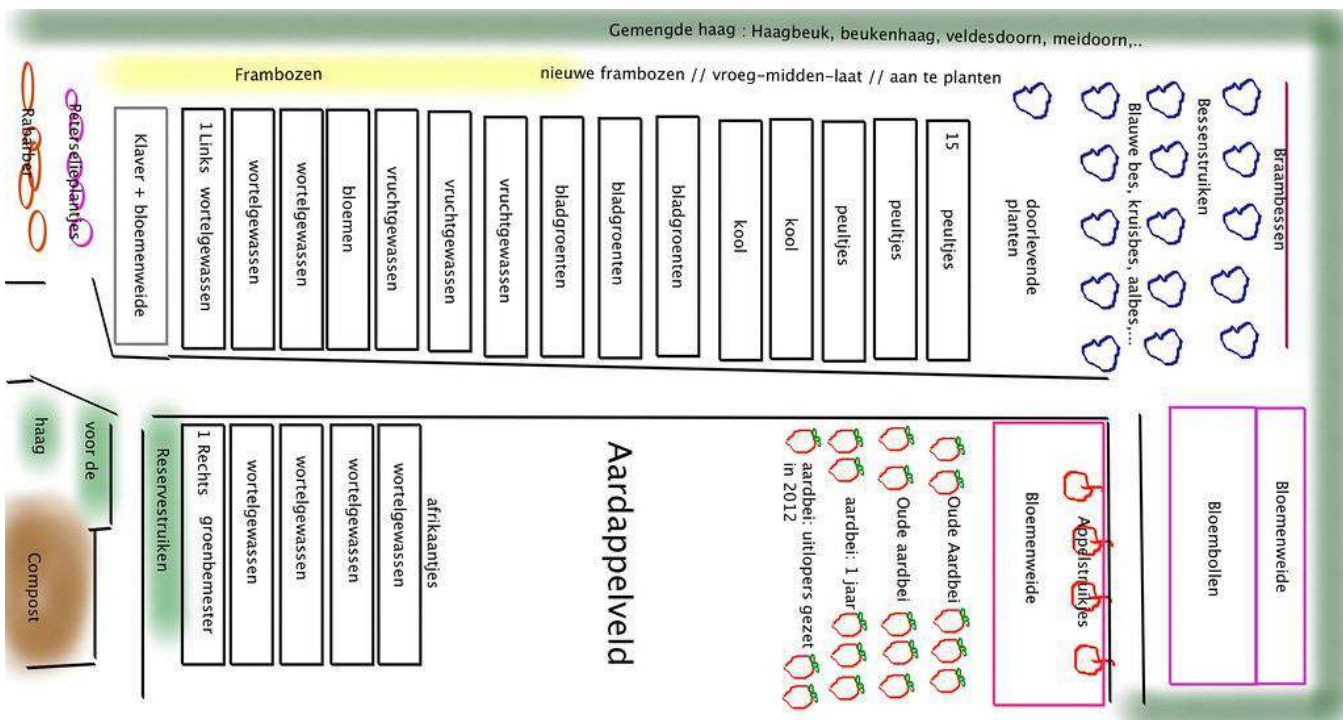 Gemengde haag : Haagbeuk, beukenhaag, veldesdoorn, meidoorn,..
Frambozen
nieuwe frambozen // vroeg-midden-laat // aan te planten
Rabarber
Peterselieplantjes
Klaver + bloemenweide
1 Links wortelgewassen
wortelgewassen
wortelgewassen
bloemen
vruchtgewassen
vruchtgewassen
vruchtgewassen
bladgroenten
bladgroenten
bladgroenten
kool
kool
peultjes
peultjes
15 peultjes
doorlevende
planten
Blauwe bes, kruisbes, aalbes,...
Bessenstruiken
Braambessen
voor de
haag
Compost
Reservestruiken
1 Rechts groenbemester
wortelgewassen
wortelgewassen
wortelgewassen
wortelgewassen
afrikaantjes
Aardappelveld
aardbei: uitlopers gezet
in 2012
aardbei: 1 jaar
Oude aardbei
Oude Aardbei
Bloemenweide
Appelstruikjes
Bloembollen
Bloemenweide